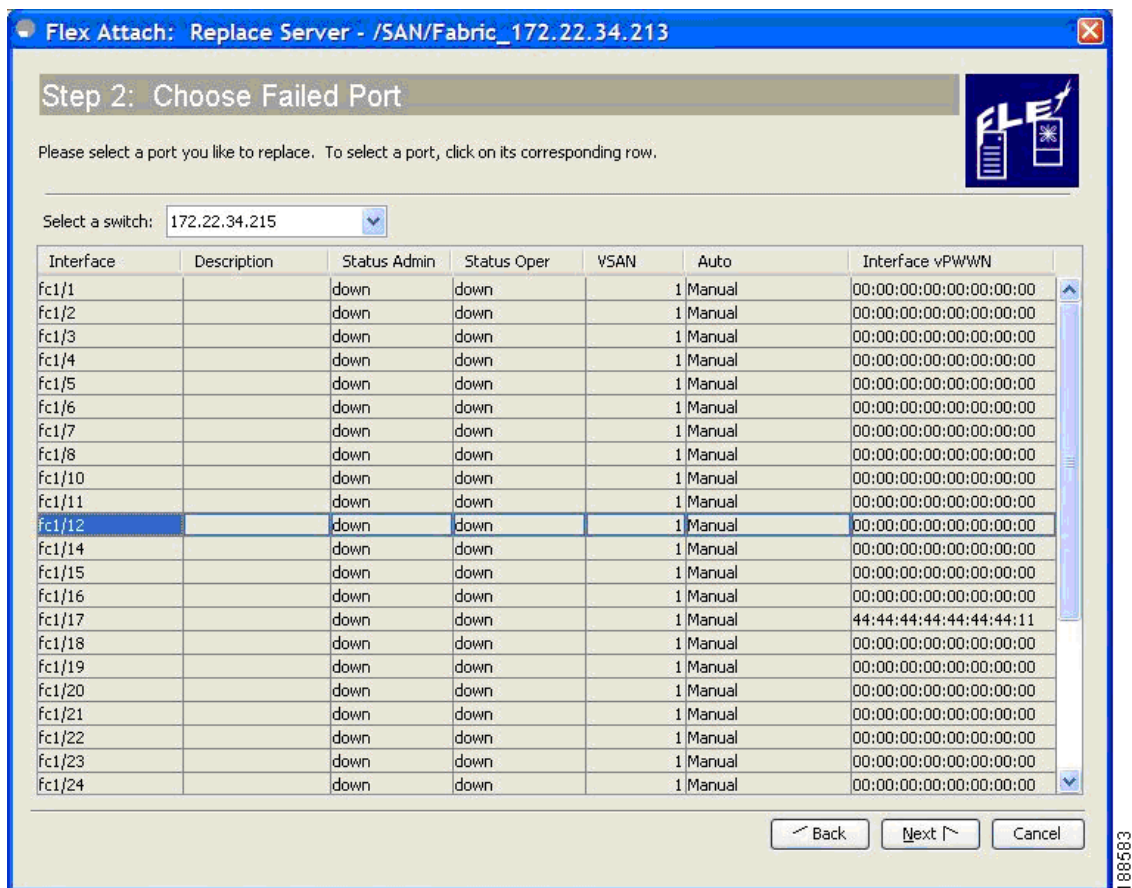 Flex Attach: Replace Server - /SAN/Fabric_172.22.34.213
Step 2: Choose Failed Port
FLEX
Please select a port you like to replace. To select a port, click on its corresponding row.
Select a switch: 172.22.34.215
Interface Description Status Admin Status Oper VSAN Auto Interface vPWWN
fc1/1 down down 1 Manual 00:00:00:00:00:00:00:00
fc1/2 down down 1 Manual 00:00:00:00:00:00:00:00
fc1/3 down down 1 Manual 00:00:00:00:00:00:00:00
fc1/4 down down 1 Manual 00:00:00:00:00:00:00:00
fc1/5 down down 1 Manual 00:00:00:00:00:00:00:00
fc1/6 down down 1 Manual 00:00:00:00:00:00:00:00
fc1/7 down down 1 Manual 00:00:00:00:00:00:00:00
fc1/8 down down 1 Manual 00:00:00:00:00:00:00:00
fc1/10 down down 1 Manual 00:00:00:00:00:00:00:00
fc1/11 down down 1 Manual 00:00:00:00:00:00:00:00
fc1/12 down down 1 Manual 00:00:00:00:00:00:00:00
fc1/14 down down 1 Manual 00:00:00:00:00:00:00:00
fc1/15 down down 1 Manual 00:00:00:00:00:00:00:00
fc1/16 down down 1 Manual 00:00:00:00:00:00:00:00
fc1/17 down down 1 Manual 44:44:44:44:44:44:44:11
fc1/18 down down 1 Manual 00:00:00:00:00:00:00:00
fc1/19 down down 1 Manual 00:00:00:00:00:00:00:00
fc1/20 down down 1 Manual 00:00:00:00:00:00:00:00
fc1/21 down down 1 Manual 00:00:00:00:00:00:00:00
fc1/22 down down 1 Manual 00:00:00:00:00:00:00:00
fc1/23 down down 1 Manual 00:00:00:00:00:00:00:00
fc1/24 down down 1 Manual 00:00:00:00:00:00:00:00
Back Next Cancel
188583